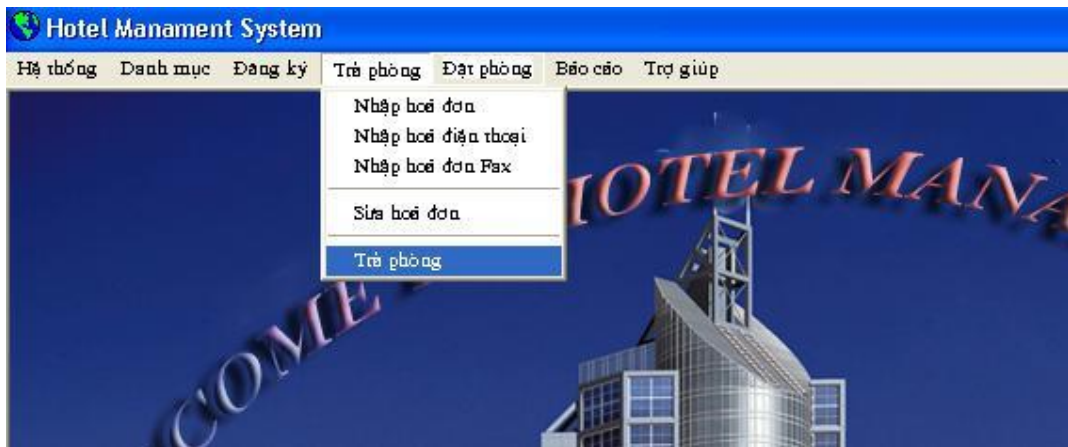 Hotel Manament System
Hệ thống Danh mục Đăng ký Trả phòng Đặt phòng Báo cáo Trợ giúp
Nhập hoá đơn
Nhập hoá điện thoại
Nhập hoá đơn Fax
Sửa hoá đơn
Trả phòng
COME HOTEL MANA